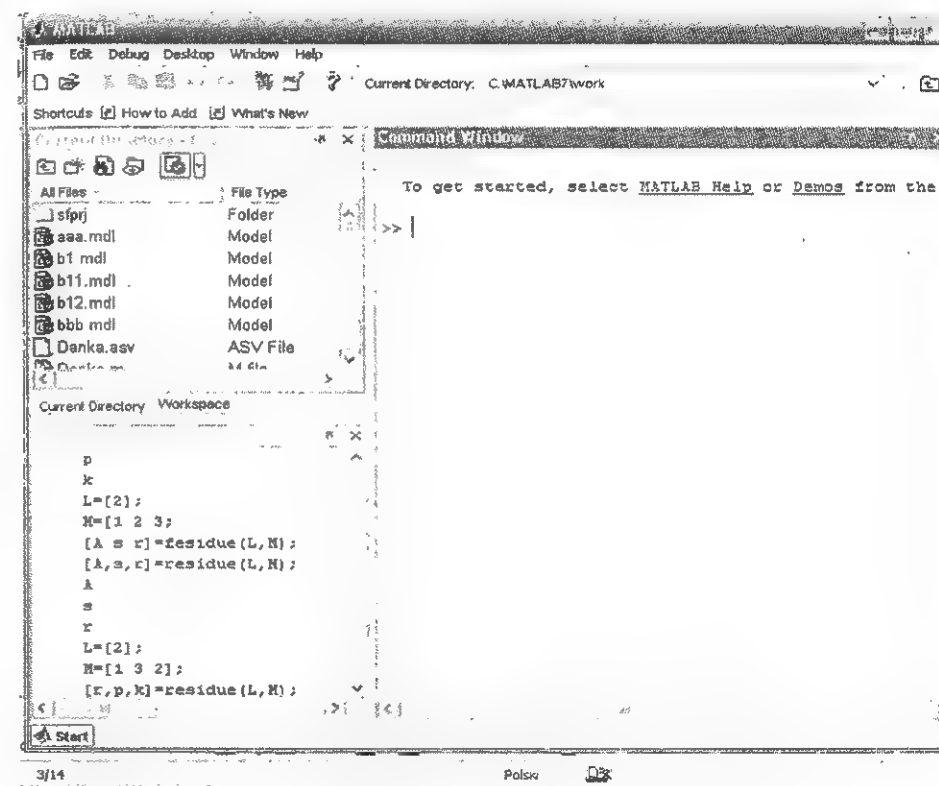 MATLAB
File Edit Debug Desktop Window Help
Current Directory: C:\MATLAB7\work
Shortcuts How to Add What's New
Command Window
All Files File Type
To get started, select MATLAB Help or Demos from the
sfprj Folder
>>
aaa.mdl Model
b1 mdl Model
b11.mdl Model
b12.mdl Model
bbb mdl Model
Danka.asv ASV File
Current Directory Workspace
p
k
L=[2];
M=[1 2 3;
[A s r]=fesidue(L,M);
[A,s,r]=residue(L,M);
A
s
r
L=[2];
M=[1 3 2];
[r,p,k]=residue(L,M);
Start
3/14 Polski